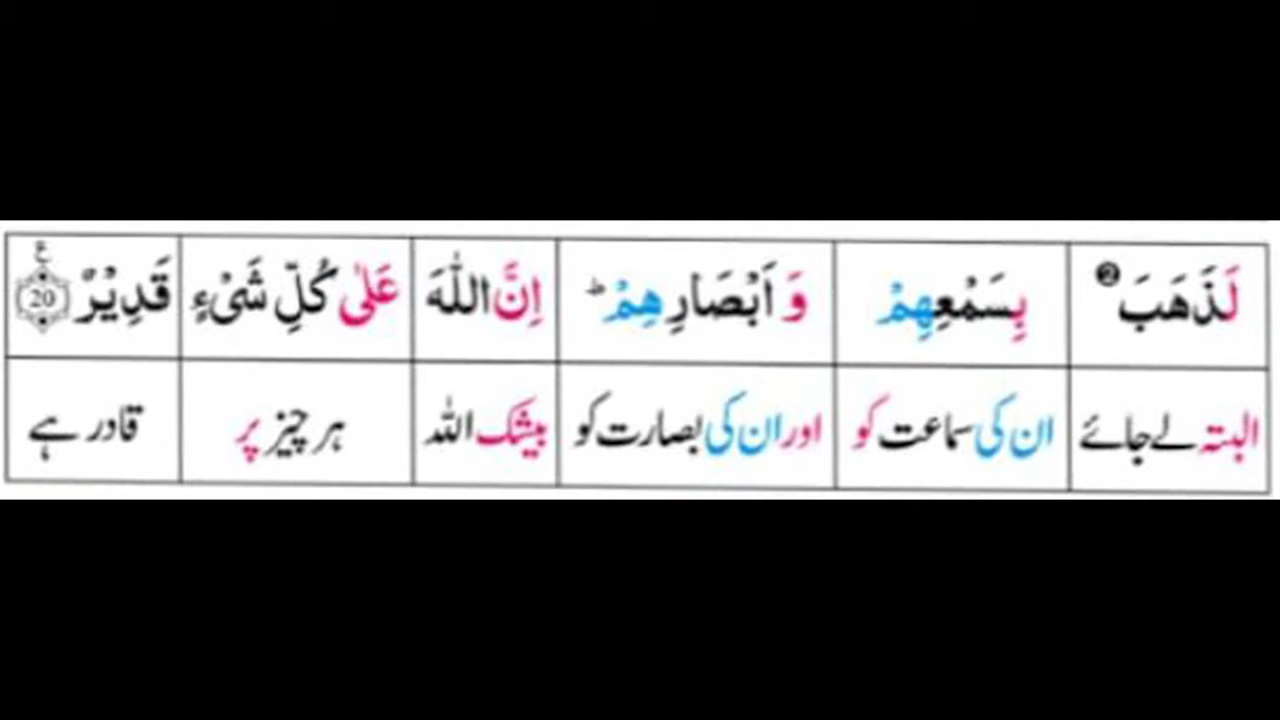 لَذَهَبَ ❷ بِسَمْعِهِمْ وَ اَبْصَارِهِمْ ؕ اِنَّ اللّٰهَ عَلٰى كُلِّ شَیْءٍ قَدِیْرٌ ۧ 20
البتہ لے جائے ان کی سماعت کو اور ان کی بصارت کو بیشک اللہ ہر چیز پر قادر ہے